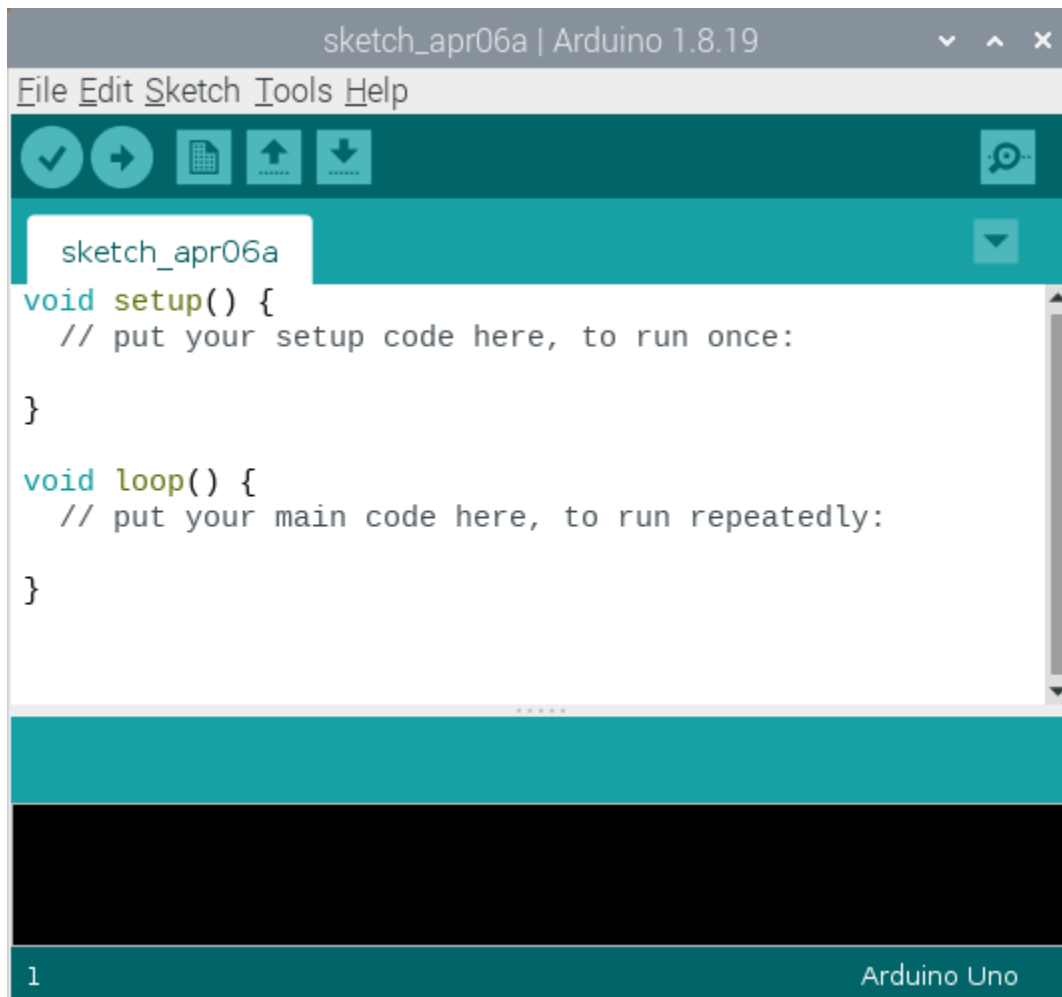 sketch_apr06a | Arduino 1.8.19
File Edit Sketch Tools Help
sketch_apr06a
void setup() {
  // put your setup code here, to run once:

}

void loop() {
  // put your main code here, to run repeatedly:

}
1 Arduino Uno